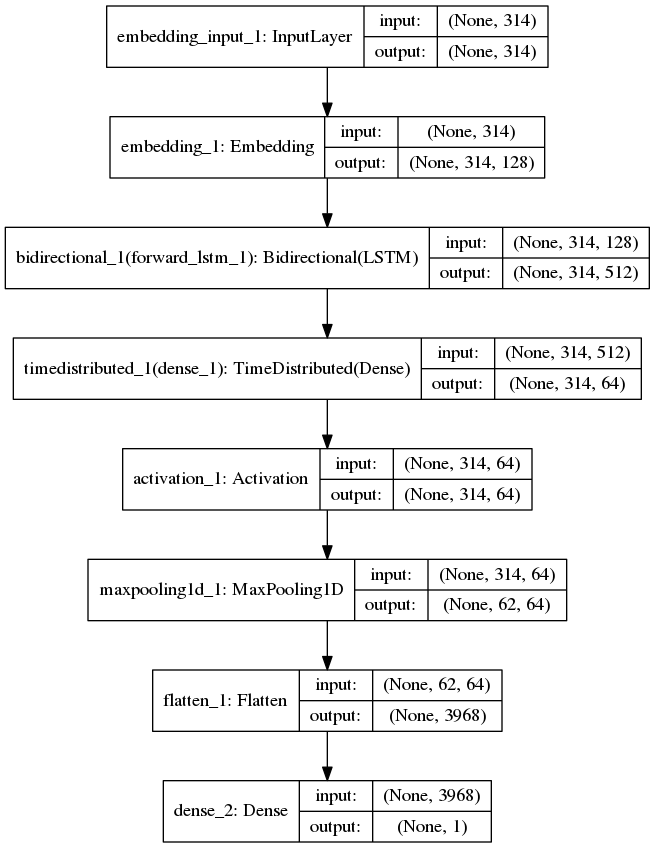 embedding_input_1: InputLayer
input: (None, 314)
output: (None, 314)
embedding_1: Embedding
input: (None, 314)
output: (None, 314, 128)
bidirectional_1(forward_lstm_1): Bidirectional(LSTM)
input: (None, 314, 128)
output: (None, 314, 512)
timedistributed_1(dense_1): TimeDistributed(Dense)
input: (None, 314, 512)
output: (None, 314, 64)
activation_1: Activation
input: (None, 314, 64)
output: (None, 314, 64)
maxpooling1d_1: MaxPooling1D
input: (None, 314, 64)
output: (None, 62, 64)
flatten_1: Flatten
input: (None, 62, 64)
output: (None, 3968)
dense_2: Dense
input: (None, 3968)
output: (None, 1)